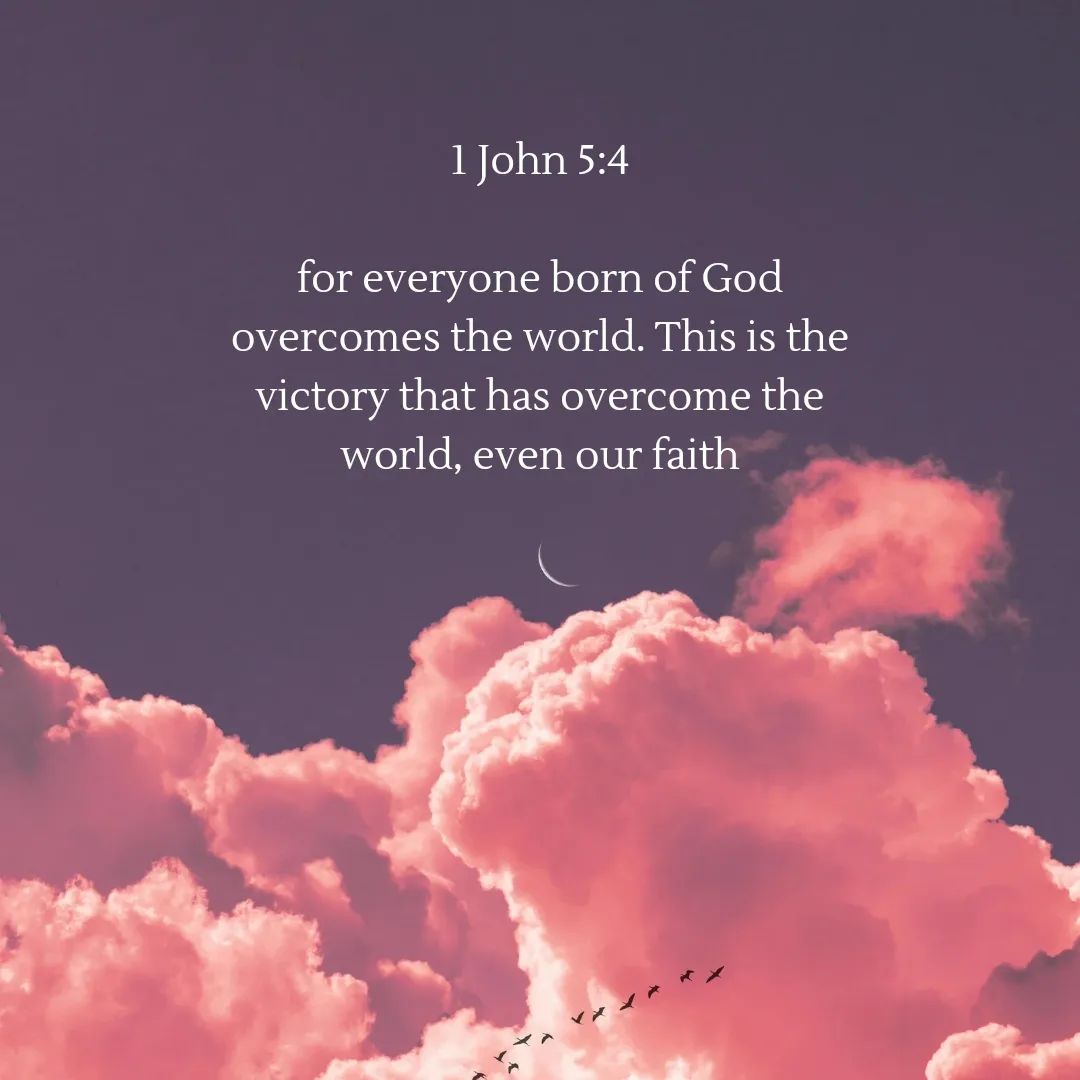 1 John 5:4
for everyone born of God
overcomes the world. This is the
victory that has overcome the
world, even our faith